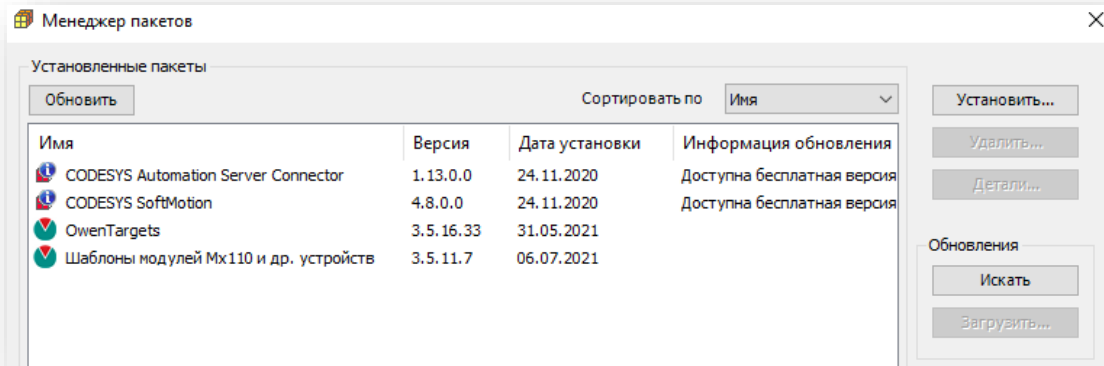 Менеджер пакетов
Установленные пакеты
Обновить Сортировать по Имя Установить...
Имя Версия Дата установки Информация обновления Удалить...
CODESYS Automation Server Connector 1.13.0.0 24.11.2020 Доступна бесплатная версия Детали...
CODESYS SoftMotion 4.8.0.0 24.11.2020 Доступна бесплатная версия
OwenTargets 3.5.16.33 31.05.2021
Обновления
Шаблоны модулей Mx110 и др. устройств 3.5.11.7 06.07.2021
Искать
Загрузить...